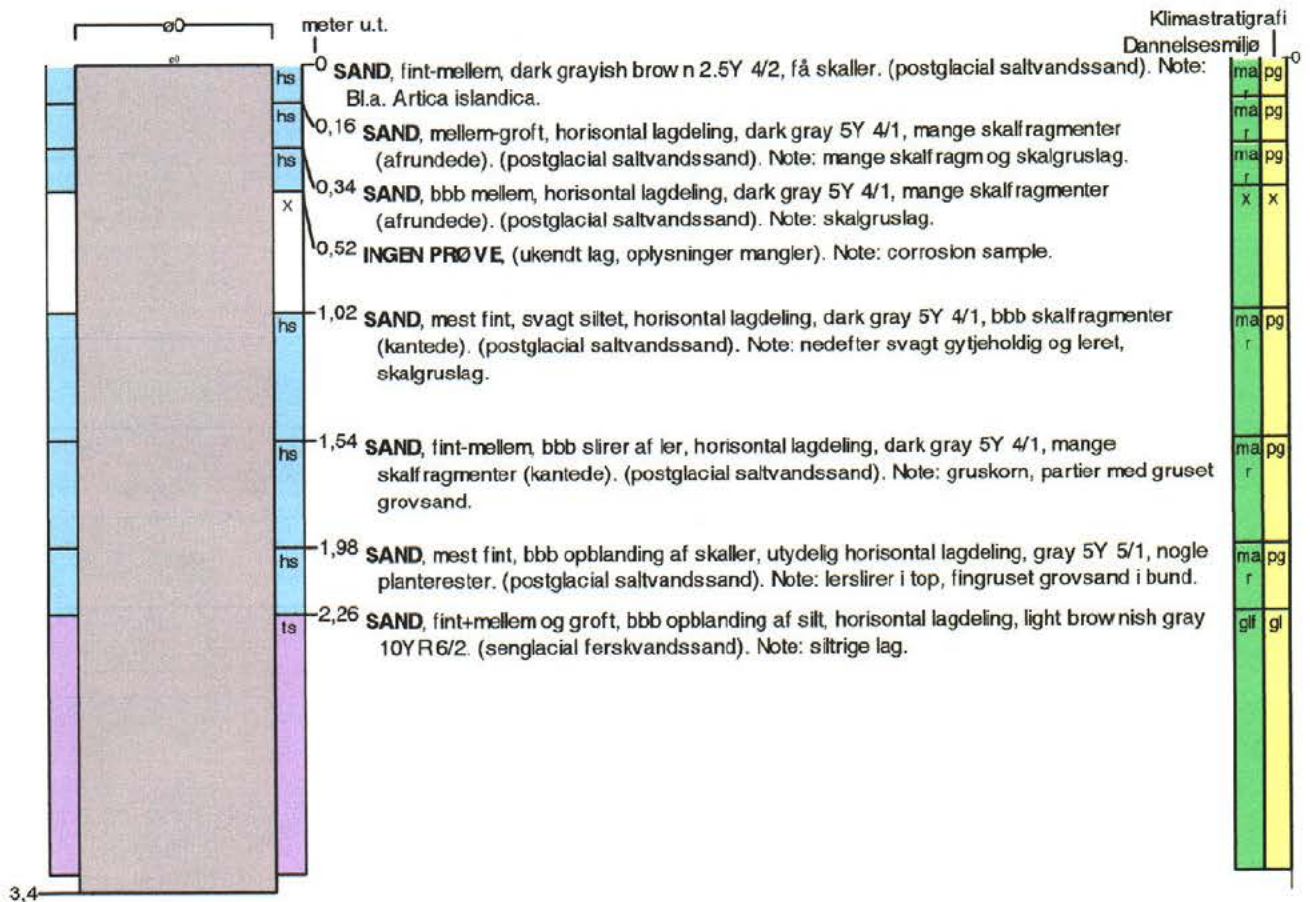 ø0 meter u.t.
Klimastratigrafi
Dannelsesmiljø
ø0
hs 0 SAND, fint-mellem, dark grayish brown 2.5Y 4/2, få skaller. (postglacial saltvandssand). Note: mar pg 0
Bl.a. Artica islandica.
hs 0,16 SAND, mellem-groft, horisontal lagdeling, dark gray 5Y 4/1, mange skalfragmenter mar pg
(afrundede). (postglacial saltvandssand). Note: mange skalfragm og skalgruslag.
hs 0,34 SAND, bbb mellem, horisontal lagdeling, dark gray 5Y 4/1, mange skalfragmenter mar pg
(afrundede). (postglacial saltvandssand). Note: skalgruslag.
x 0,52 INGEN PRØVE, (ukendt lag, oplysninger mangler). Note: corrosion sample. x x
hs 1,02 SAND, mest fint, svagt siltet, horisontal lagdeling, dark gray 5Y 4/1, bbb skalfragmenter mar pg
(kantede). (postglacial saltvandssand). Note: nedefter svagt gytjeholdig og leret,
skalgruslag.
hs 1,54 SAND, fint-mellem, bbb slirer af ler, horisontal lagdeling, dark gray 5Y 4/1, mange mar pg
skalfragmenter (kantede). (postglacial saltvandssand). Note: gruskorn, partier med gruset
grovsand.
hs 1,98 SAND, mest fint, bbb opblanding af skaller, utydelig horisontal lagdeling, gray 5Y 5/1, nogle mar pg
planterester. (postglacial saltvandssand). Note: lerslirer i top, fingruset grovsand i bund.
ts 2,26 SAND, fint+mellem og groft, bbb opblanding af silt, horisontal lagdeling, light brownish gray glf gl
10YR6/2. (senglacial ferskvandssand). Note: siltrige lag.
3,4